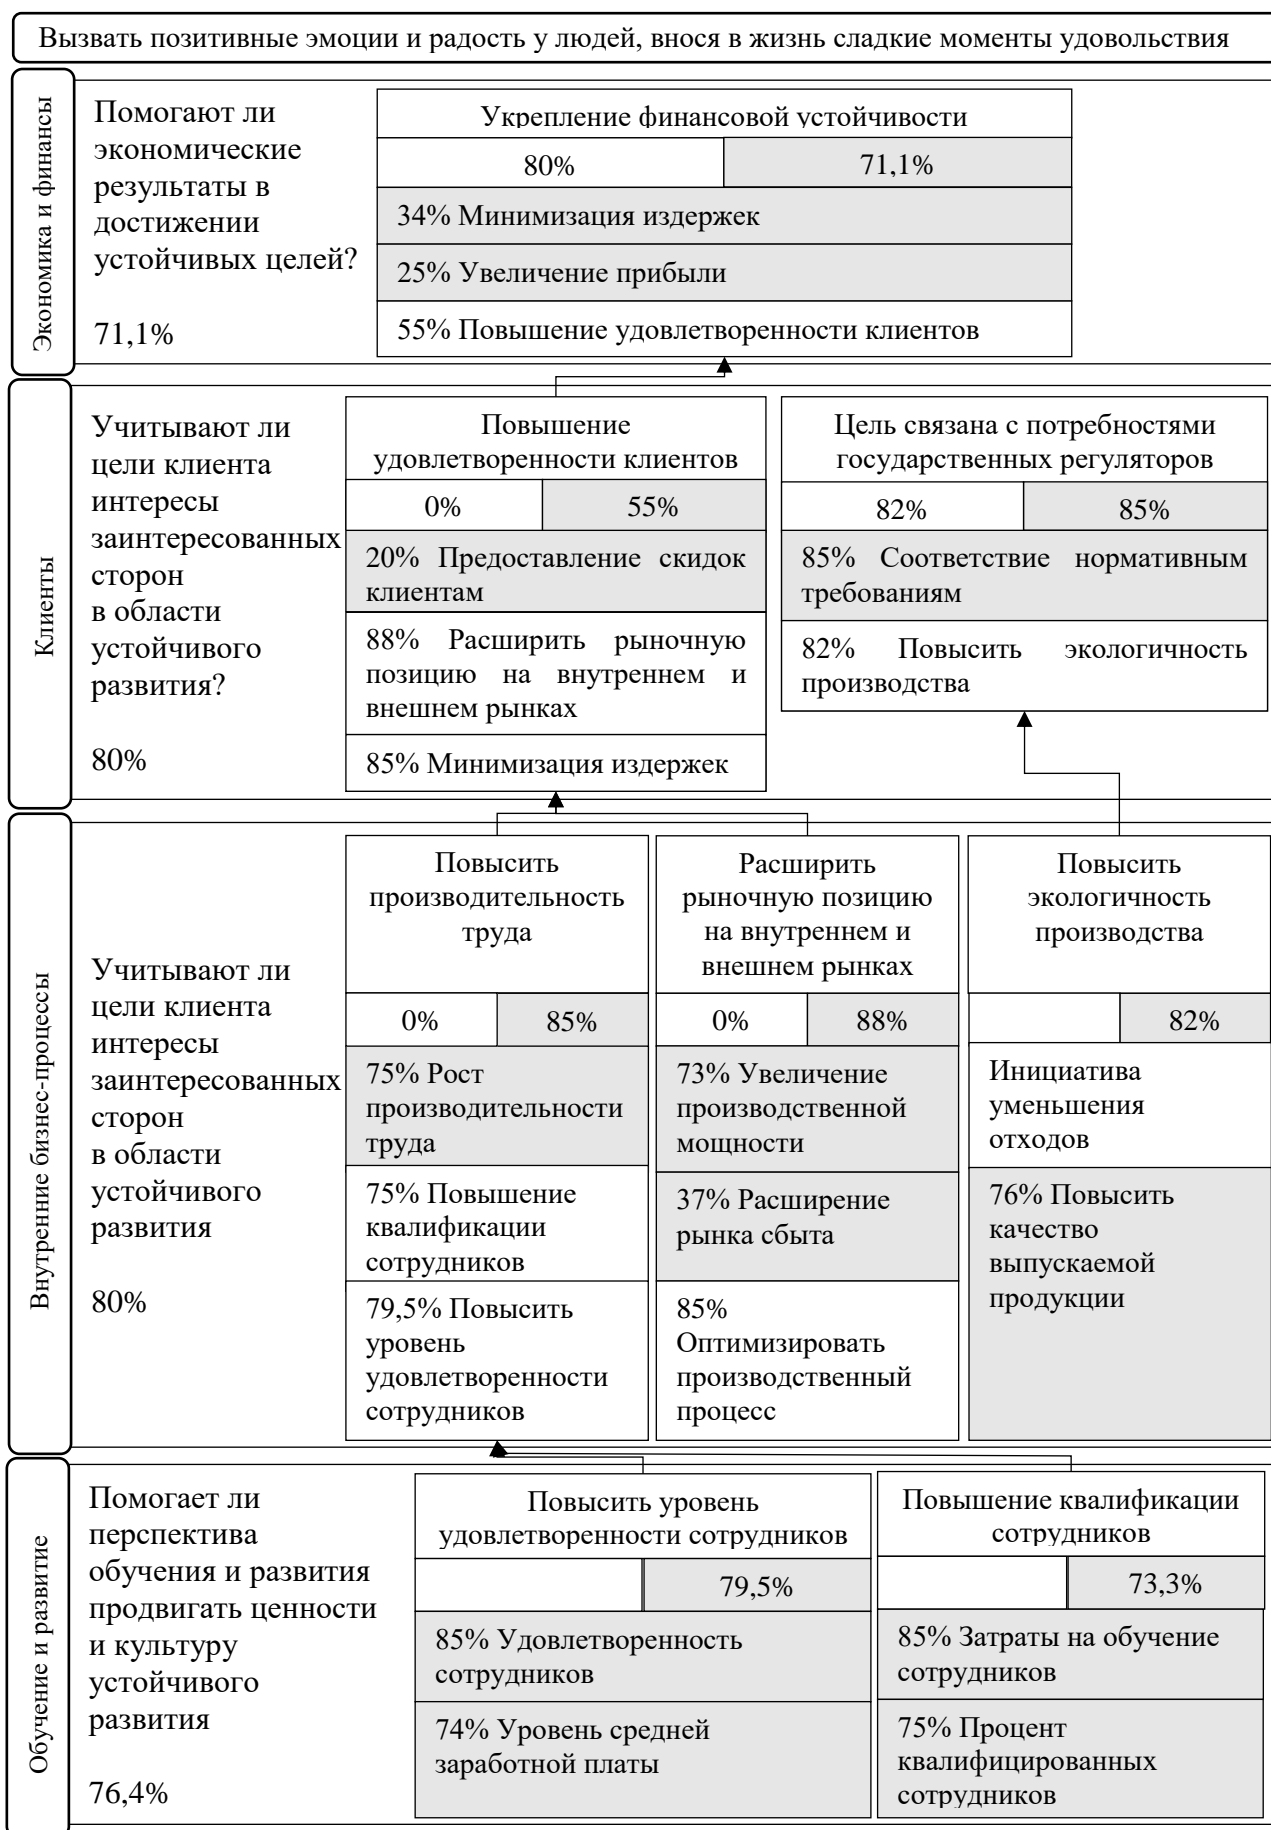 Вызвать позитивные эмоции и радость у людей, внося в жизнь сладкие моменты удовольствия
Экономика и финансы
Помогают ли
экономические
результаты в
достижении
устойчивых целей?
71,1%
Укрепление финансовой устойчивости
80%
71,1%
34% Минимизация издержек
25% Увеличение прибыли
55% Повышение удовлетворенности клиентов
Клиенты
Учитывают ли
цели клиента
интересы
заинтересованных
сторон
в области
устойчивого
развития?
80%
Повышение
удовлетворенности клиентов
0%
55%
20% Предоставление скидок
клиентам
88% Расширить рыночную
позицию на внутреннем и
внешнем рынках
85% Минимизация издержек
Цель связана с потребностями
государственных регуляторов
82%
85%
85% Соответствие нормативным
требованиям
82% Повысить экологичность
производства
Внутренние бизнес-процессы
Учитывают ли
цели клиента
интересы
заинтересованных
сторон
в области
устойчивого
развития
80%
Повысить
производительность
труда
0%
85%
75% Рост
производительности
труда
75% Повышение
квалификации
сотрудников
79,5% Повысить
уровень
удовлетворенности
сотрудников
Расширить
рыночную позицию
на внутреннем и
внешнем рынках
0%
88%
73% Увеличение
производственной
мощности
37% Расширение
рынка сбыта
85%
Оптимизировать
производственный
процесс
Повысить
экологичность
производства
82%
Инициатива
уменьшения
отходов
76% Повысить
качество
выпускаемой
продукции
Обучение и развитие
Помогает ли
перспектива
обучения и развития
продвигать ценности
и культуру
устойчивого
развития
76,4%
Повысить уровень
удовлетворенности сотрудников
79,5%
85% Удовлетворенность
сотрудников
74% Уровень средней
заработной платы
Повышение квалификации
сотрудников
73,3%
85% Затраты на обучение
сотрудников
75% Процент
квалифицированных
сотрудников